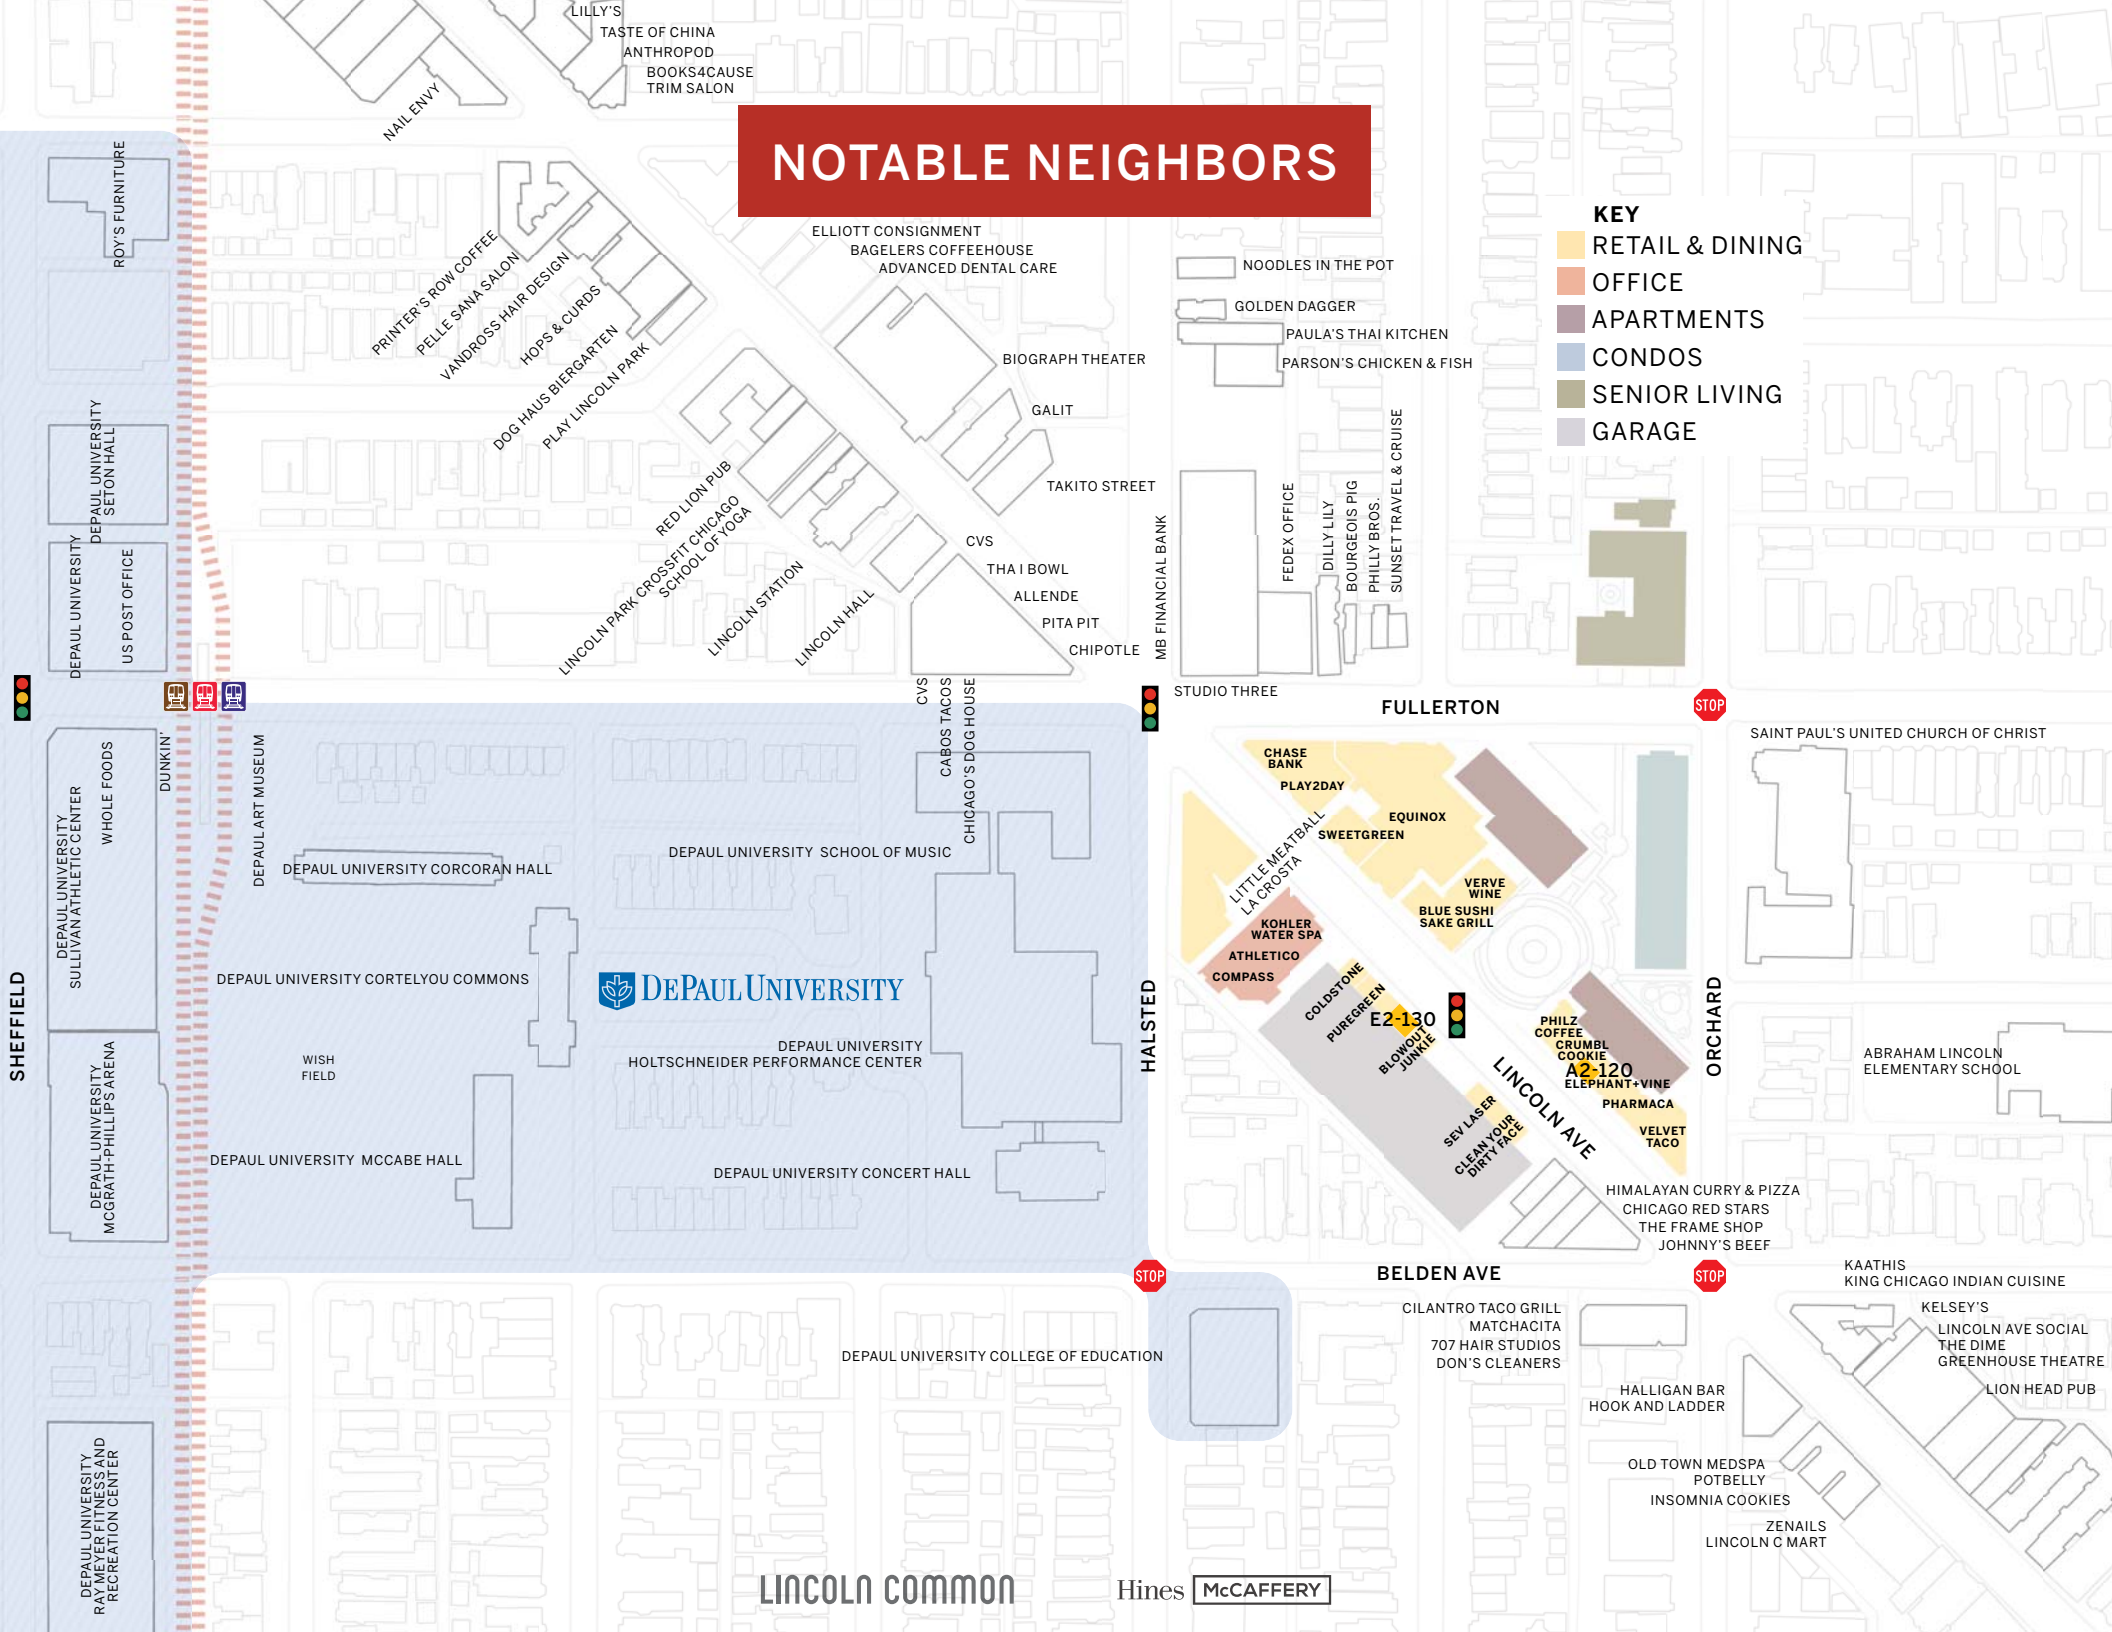 LILLY'S
TASTE OF CHINA
ANTHROPOD
BOOKS4CAUSE
TRIM SALON
NAIL ENVY
NOTABLE NEIGHBORS
ROY'S FURNITURE
PRINTER'S ROW COFFEE
PELLE SANA SALON
VANDROSS HAIR DESIGN
HOPS & CURDS
DOG HAUS BIERGARTEN
PLAY LINCOLN PARK
ELLIOTT CONSIGNMENT
BAGELERS COFFEEHOUSE
ADVANCED DENTAL CARE
NOODLES IN THE POT
GOLDEN DAGGER
PAULA'S THAI KITCHEN
PARSON'S CHICKEN & FISH
BIOGRAPH THEATER
GALIT
TAKITO STREET
KEY
RETAIL & DINING
OFFICE
APARTMENTS
CONDOS
SENIOR LIVING
GARAGE
DEPAUL UNIVERSITY
SETON HALL
DEPAUL UNIVERSITY
US POST OFFICE
RED LION PUB
LINCOLN PARK CROSSFIT CHICAGO
SCHOOL OF YOGA
LINCOLN STATION
LINCOLN HALL
CVS
THA I BOWL
ALLENDE
PITA PIT
CHIPOTLE
MB FINANCIAL BANK
FEDEX OFFICE
DILLY LILY
BOURGEOIS PIG
PHILLY BROS.
SUNSET TRAVEL & CRUISE
STUDIO THREE
FULLERTON
STOP
SAINT PAUL'S UNITED CHURCH OF CHRIST
WHOLE FOODS
DEPAUL UNIVERSITY
SULLIVAN ATHLETIC CENTER
DUNKIN'
DEPAUL ART MUSEUM
CVS
CABOS TACOS
CHICAGO'S DOG HOUSE
DEPAUL UNIVERSITY CORCORAN HALL
DEPAUL UNIVERSITY SCHOOL OF MUSIC
CHASE
BANK
PLAY2DAY
EQUINOX
SWEETGREEN
LITTLE MEATBALL
LA CROSTA
VERVE
WINE
BLUE SUSHI
SAKE GRILL
KOHLER
WATER SPA
ATHLETICO
COMPASS
COLDSTONE
PUREGREEN
E2-130
BLOWOUT
JUNKIE
SEV LASER
CLEAN YOUR
DIRTY FACE
LINCOLN AVE
PHILZ
COFFEE
CRUMBL
COOKIE
A2-120
ELEPHANT+VINE
PHARMACA
VELVET
TACO
SHEFFIELD
DEPAUL UNIVERSITY CORTELYOU COMMONS
DEPAUL UNIVERSITY
HALSTED
ORCHARD
WISH
FIELD
DEPAUL UNIVERSITY
HOLTSCHNEIDER PERFORMANCE CENTER
ABRAHAM LINCOLN
ELEMENTARY SCHOOL
DEPAUL UNIVERSITY
MCGRATH-PHILLIPS ARENA
DEPAUL UNIVERSITY MCCABE HALL
DEPAUL UNIVERSITY CONCERT HALL
HIMALAYAN CURRY & PIZZA
CHICAGO RED STARS
THE FRAME SHOP
JOHNNY'S BEEF
STOP
BELDEN AVE
STOP
KAATHIS
KING CHICAGO INDIAN CUISINE
KELSEY'S
LINCOLN AVE SOCIAL
THE DIME
GREENHOUSE THEATRE
LION HEAD PUB
CILANTRO TACO GRILL
MATCHACITA
707 HAIR STUDIOS
DON'S CLEANERS
DEPAUL UNIVERSITY COLLEGE OF EDUCATION
HALLIGAN BAR
HOOK AND LADDER
OLD TOWN MEDSPA
POTBELLY
INSOMNIA COOKIES
ZENAILS
LINCOLN C MART
DEPAUL UNIVERSITY
RAY MEYER FITNESS AND
RECREATION CENTER
LINCOLN COMMON
Hines McCAFFERY